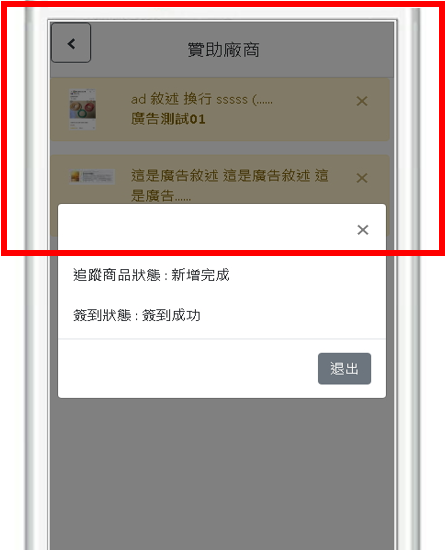 贊助廠商
ad 敘述 換行 sssss (......
廣告測試01
這是廣告敘述 這是廣告敘述 這
是廣告......
追蹤商品狀態 : 新增完成
簽到狀態 : 簽到成功
退出